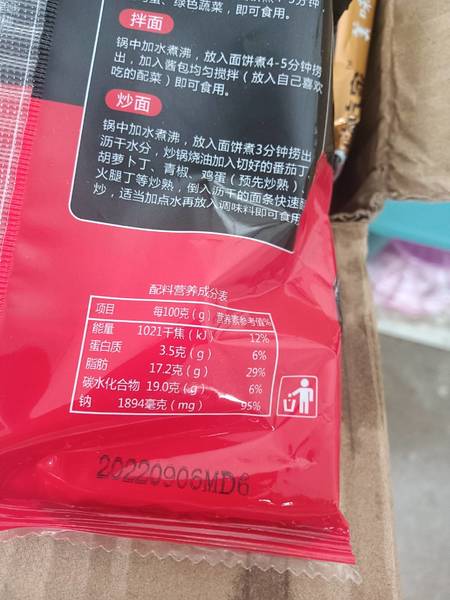 、绿色蔬菜，即可食用。
拌面
锅中加水煮沸，放入面饼煮4-5分钟捞
出，加入酱包均匀搅拌（放入自己喜欢
吃的配菜）即可食用。
炒面
锅中加水煮沸，放入面饼煮3分钟捞出
沥干水分，炒锅烧油加入切好的番茄丁
胡萝卜丁、青椒、鸡蛋（预先炒熟）、
火腿丁等炒熟，倒入沥干的面条快速翻
炒，适当加点水再放入调味料即可食用
配料营养成分表
项目 每100克（g） 营养素参考值%
能量 1021千焦（kJ） 12%
蛋白质 3.5克（g） 6%
脂肪 17.2克（g） 29%
碳水化合物 19.0克（g） 6%
钠 1894毫克（mg） 95%
20220906MD6